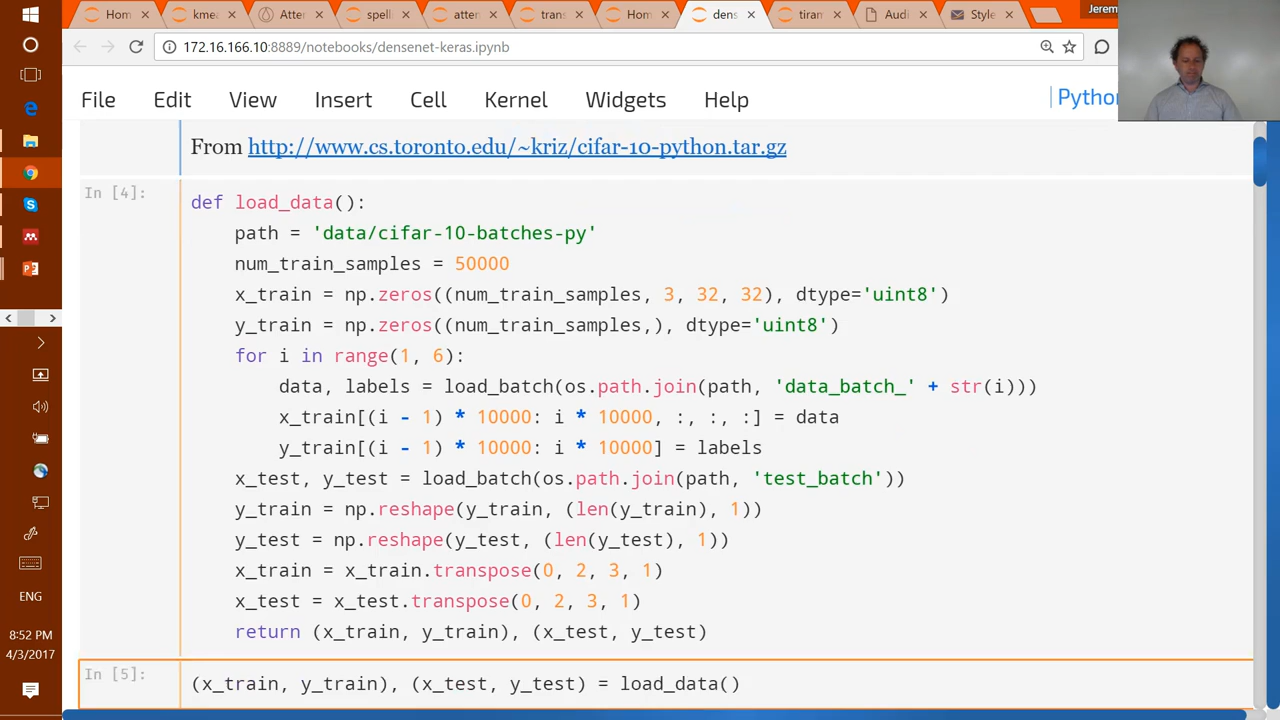 Hom
kmea
Atten
spell
atten
trans
Hom
dens
tiram
Audi
Style
Jerem
172.16.166.10:8889/notebooks/densenet-keras.ipynb
File Edit View Insert Cell Kernel Widgets Help
From http://www.cs.toronto.edu/~kriz/cifar-10-python.tar.gz
In [4]:
def load_data():
    path = 'data/cifar-10-batches-py'
    num_train_samples = 50000
    x_train = np.zeros((num_train_samples, 3, 32, 32), dtype='uint8')
    y_train = np.zeros((num_train_samples,), dtype='uint8')
    for i in range(1, 6):
        data, labels = load_batch(os.path.join(path, 'data_batch_' + str(i)))
        x_train[(i - 1) * 10000: i * 10000, :, :, :] = data
        y_train[(i - 1) * 10000: i * 10000] = labels
    x_test, y_test = load_batch(os.path.join(path, 'test_batch'))
    y_train = np.reshape(y_train, (len(y_train), 1))
    y_test = np.reshape(y_test, (len(y_test), 1))
    x_train = x_train.transpose(0, 2, 3, 1)
    x_test = x_test.transpose(0, 2, 3, 1)
    return (x_train, y_train), (x_test, y_test)
In [5]:
(x_train, y_train), (x_test, y_test) = load_data()
ENG
8:52 PM
4/3/2017